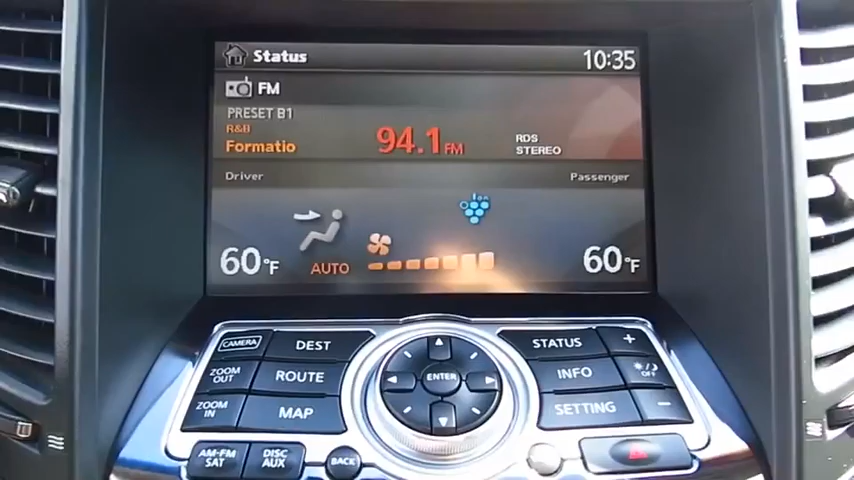 Status 10:35
FM
PRESET B1
R&B
Formatio
94.1 FM
RDS
STEREO
Driver Passenger
ion
60°F AUTO 60°F
CAMERA DEST STATUS +
ZOOM OUT ROUTE ENTER INFO OFF
ZOOM IN MAP SETTING −
AM·FM SAT DISC AUX BACK